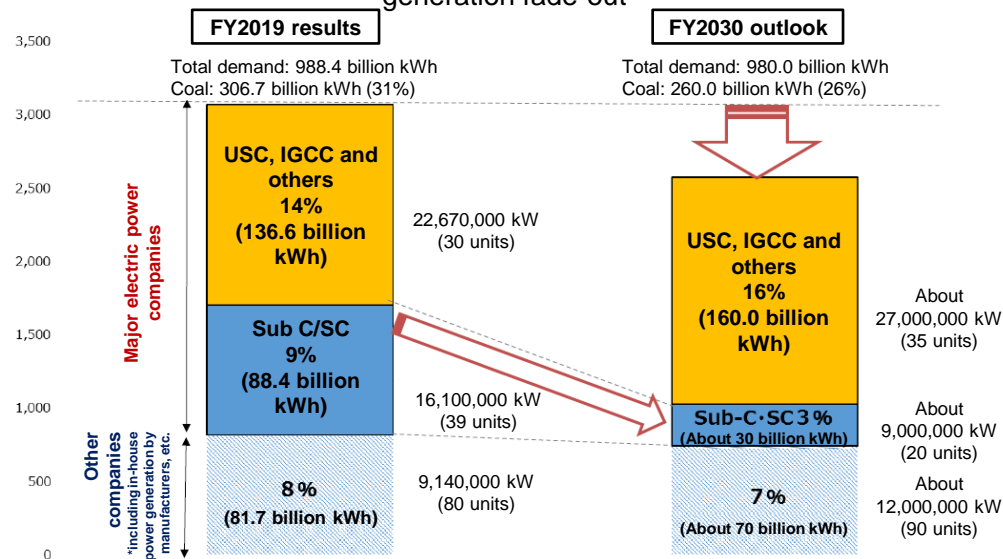 generation fade-out
FY2019 results
FY2030 outlook
Total demand: 988.4 billion kWh
Coal: 306.7 billion kWh (31%)
Total demand: 980.0 billion kWh
Coal: 260.0 billion kWh (26%)
3,500
3,000
2,500
2,000
1,500
1,000
500
0
Major electric power
companies
Other
companies
*including in-house
power generation by
manufacturers, etc.
USC, IGCC and
others
14%
(136.6 billion
kWh)
22,670,000 kW
(30 units)
Sub C/SC
9%
(88.4 billion
kWh)
16,100,000 kW
(39 units)
8%
(81.7 billion kWh)
9,140,000 kW
(80 units)
USC, IGCC and
others
16%
(160.0 billion
kWh)
About
27,000,000 kW
(35 units)
Sub-C･SC3%
(About 30 billion kWh)
About
9,000,000 kW
(20 units)
7%
(About 70 billion kWh)
About
12,000,000 kW
(90 units)